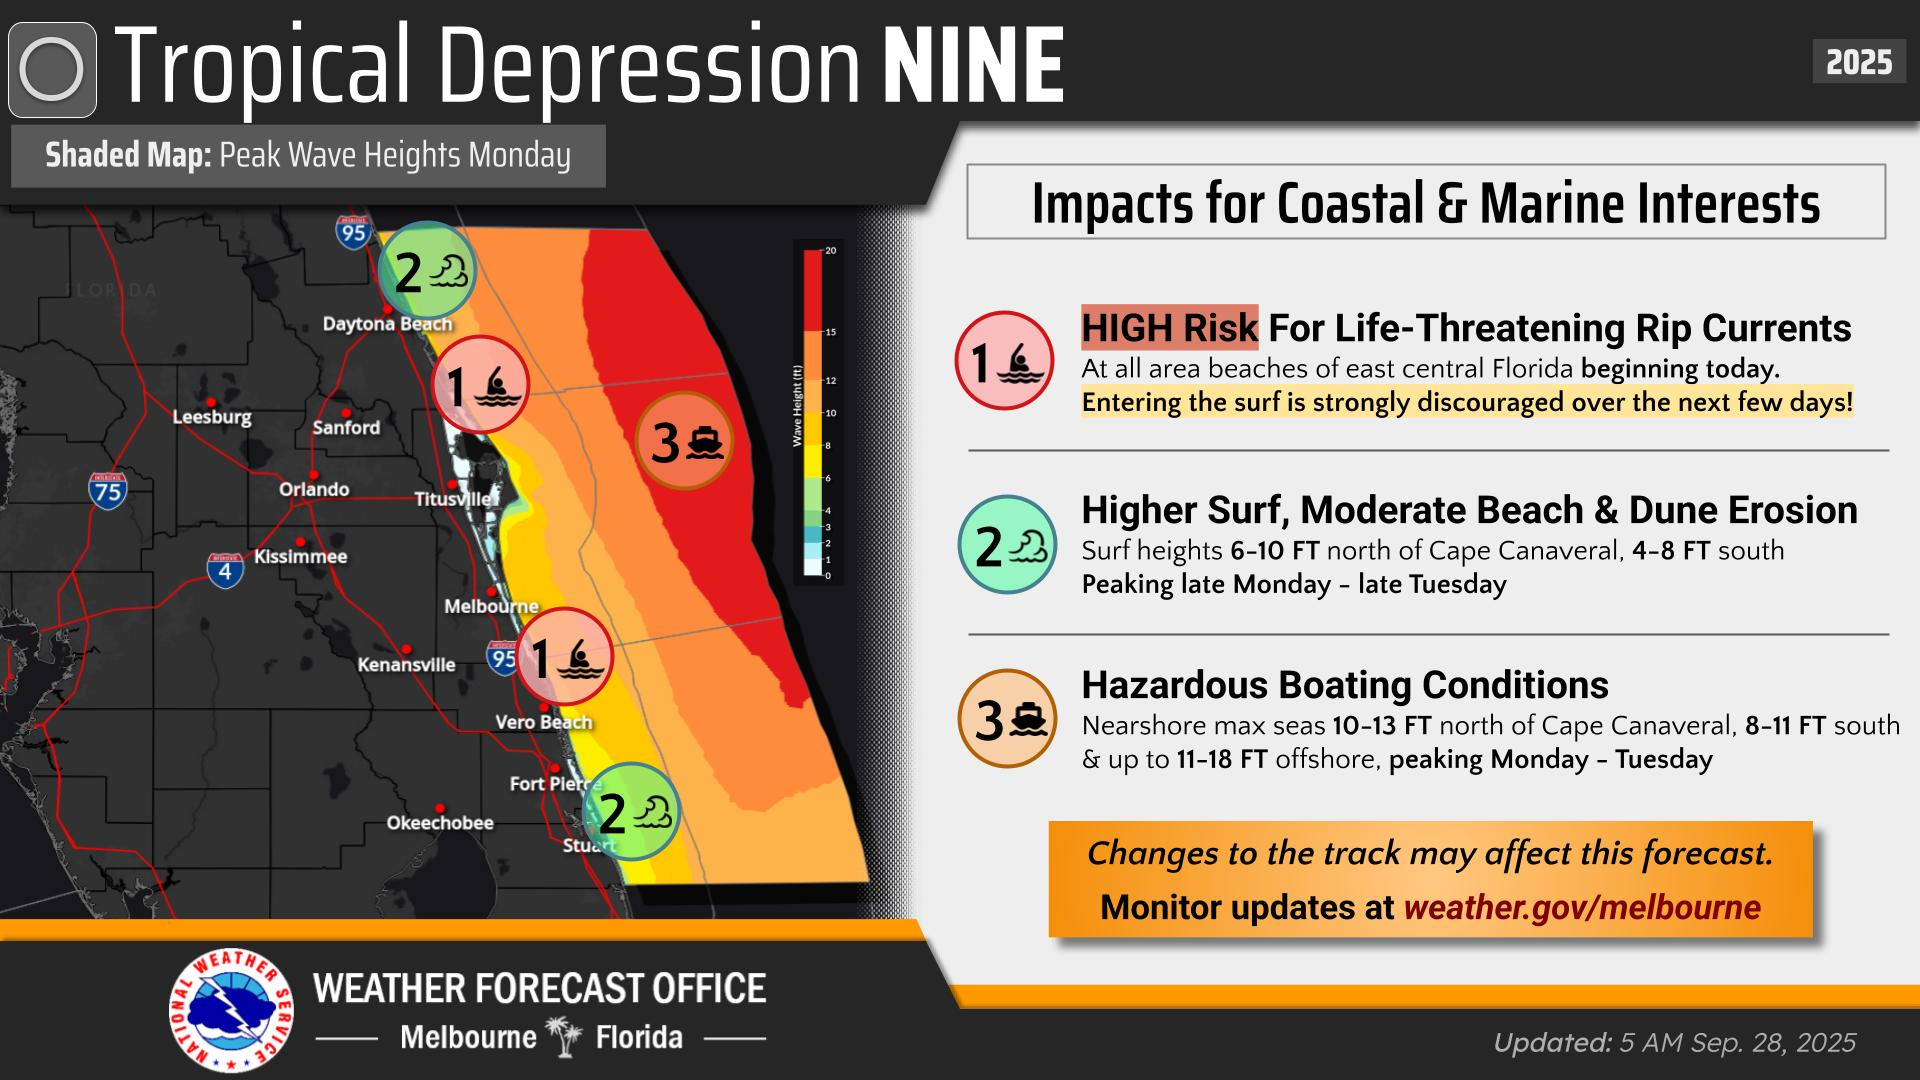 Tropical Depression NINE
2025
Shaded Map: Peak Wave Heights Monday
Impacts for Coastal & Marine Interests
95
2
FLORIDA
Daytona Beach
1
Leesburg
Sanford
3
75
Orlando
Titusville
Kissimmee
4
Melbourne
95
1
Kenansville
Vero Beach
Fort Pierce
2
Okeechobee
Stuart
Wave Height (ft)
20
15
12
10
8
6
4
3
2
1
0
1
HIGH Risk For Life-Threatening Rip Currents
At all area beaches of east central Florida beginning today.
Entering the surf is strongly discouraged over the next few days!
2
Higher Surf, Moderate Beach & Dune Erosion
Surf heights 6-10 FT north of Cape Canaveral, 4-8 FT south
Peaking late Monday - late Tuesday
3
Hazardous Boating Conditions
Nearshore max seas 10-13 FT north of Cape Canaveral, 8-11 FT south
& up to 11-18 FT offshore, peaking Monday - Tuesday
Changes to the track may affect this forecast.
Monitor updates at weather.gov/melbourne
NATIONAL WEATHER SERVICE
WEATHER FORECAST OFFICE
Melbourne Florida
Updated: 5 AM Sep. 28, 2025